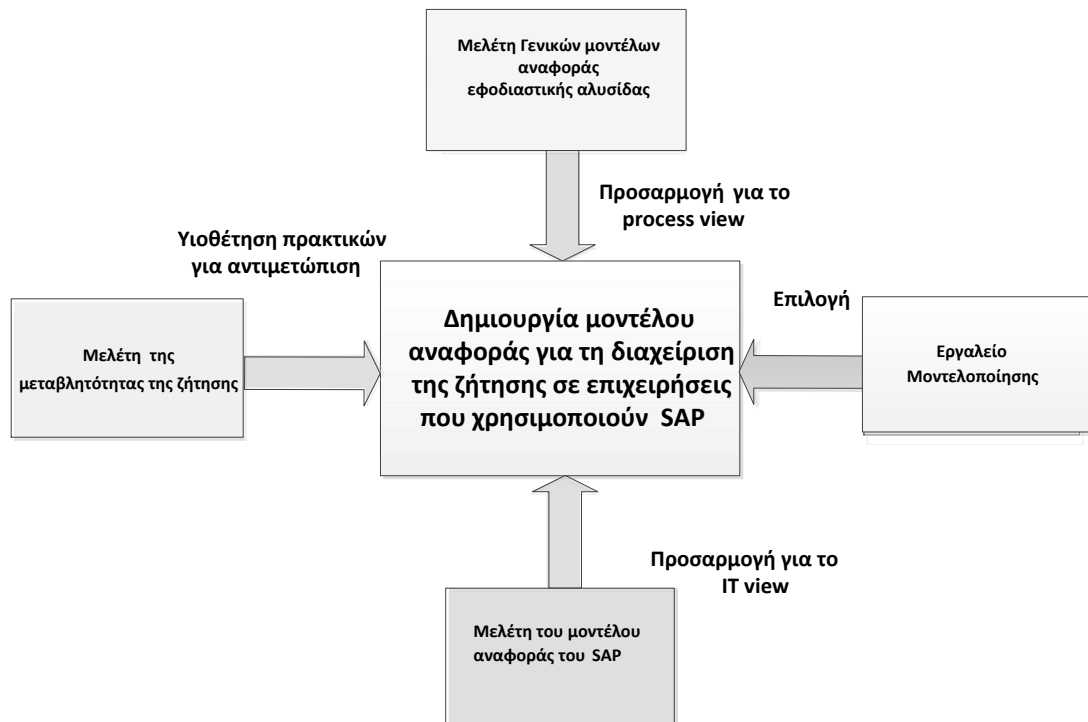 Μελέτη Γενικών μοντέλων
αναφοράς
εφοδιαστική αλυσίδας
Προσαρμογή για το
process view
Υιοθέτηση πρακτικών
για αντιμετώπιση
Δημιουργία μοντέλου
αναφοράς για τη διαχείριση
της ζήτησης σε επιχειρήσεις
που χρησιμοποιούν SAP
Επιλογή
Μελέτη της
μεταβλητότητας της ζήτησης
Εργαλείο
Μοντελοποίησης
Προσαρμογή για το
IT view
Μελέτη του μοντέλου
αναφοράς του SAP